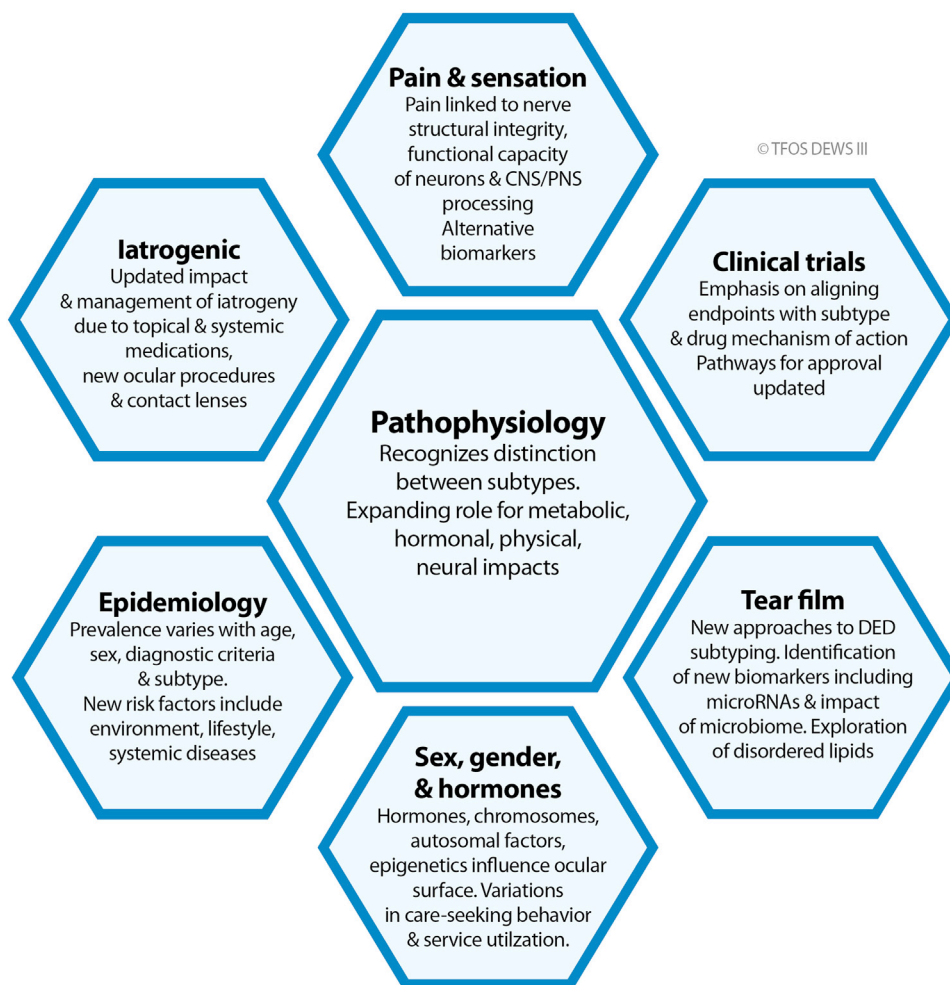 Pain & sensation
Pain linked to nerve
structural integrity,
functional capacity
of neurons & CNS/PNS
processing
Alternative
biomarkers
© TFOS DEWS III
Iatrogenic
Updated impact
& management of iatrogeny
due to topical & systemic
medications,
new ocular procedures
& contact lenses
Clinical trials
Emphasis on aligning
endpoints with subtype
& drug mechanism of action
Pathways for approval
updated
Pathophysiology
Recognizes distinction
between subtypes.
Expanding role for metabolic,
hormonal, physical,
neural impacts
Epidemiology
Prevalence varies with age,
sex, diagnostic criteria
& subtype.
New risk factors include
environment, lifestyle,
systemic diseases
Tear film
New approaches to DED
subtyping. Identification
of new biomarkers including
microRNAs & impact
of microbiome. Exploration
of disordered lipids
Sex, gender,
& hormones
Hormones, chromosomes,
autosomal factors,
epigenetics influence ocular
surface. Variations
in care-seeking behavior
& service utilzation.